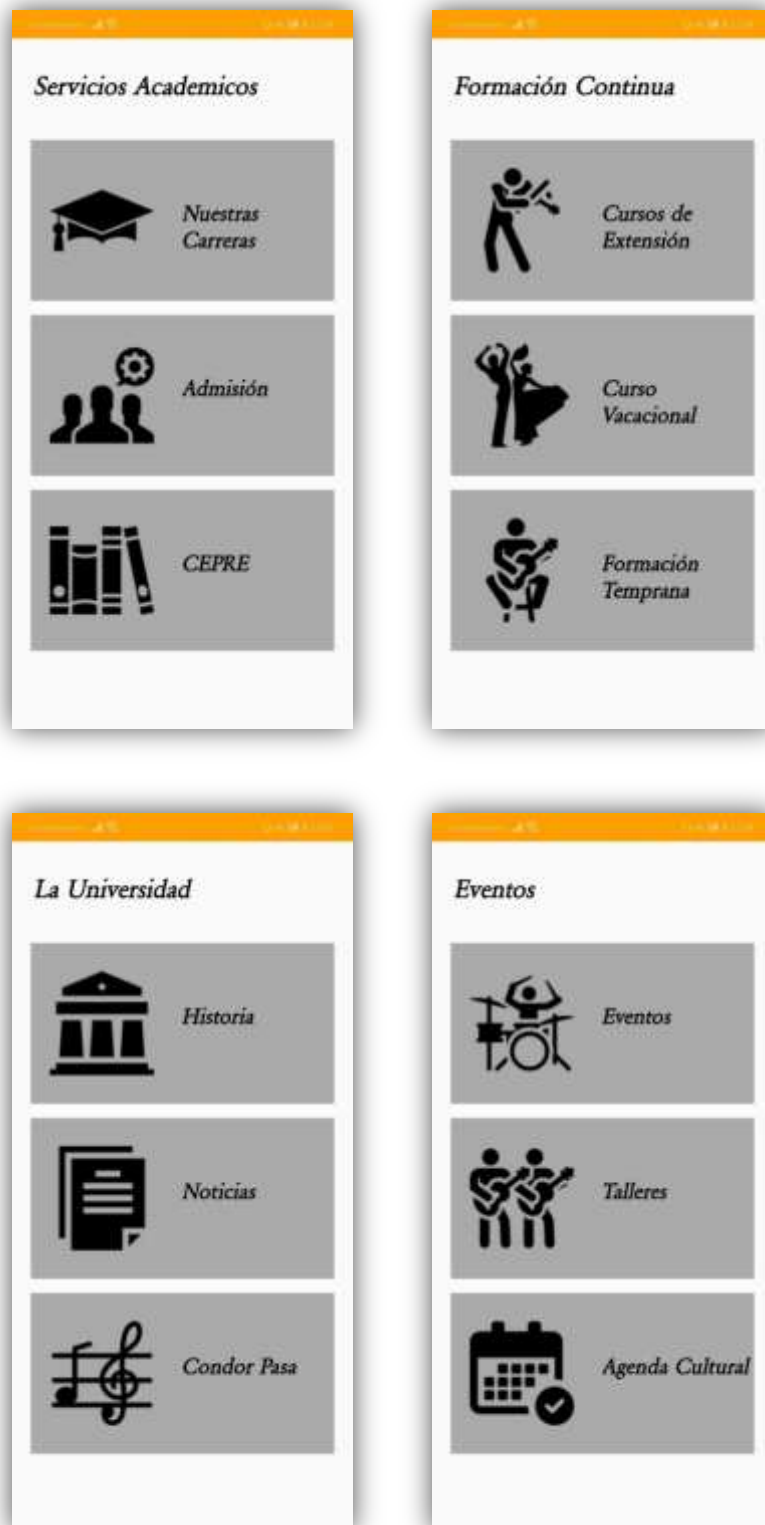 Servicios Academicos
Nuestras
Carreras
Admisión
CEPRE
Formación Continua
Cursos de
Extensión
Curso
Vacacional
Formación
Temprana
La Universidad
Historia
Noticias
Condor Pasa
Eventos
Eventos
Talleres
Agenda Cultural